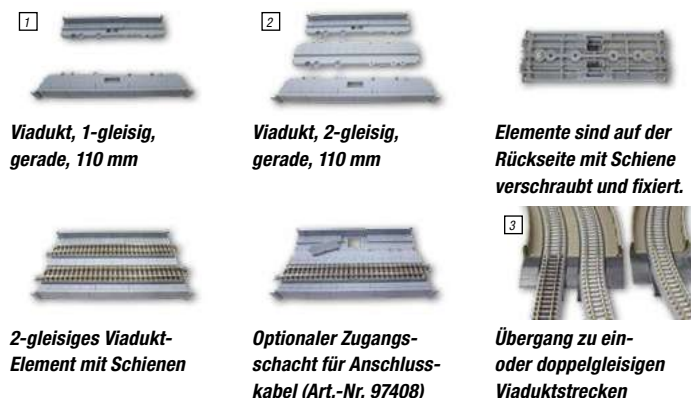 1
Viadukt, 1-gleisig,
gerade, 110 mm
2
Viadukt, 2-gleisig,
gerade, 110 mm
Elemente sind auf der
Rückseite mit Schiene
verschraubt und fixiert.
2-gleisiges Viadukt-
Element mit Schienen
Optionaler Zugangs-
schacht für Anschluss-
kabel (Art.-Nr. 97408)
3
Übergang zu ein-
oder doppelgleisigen
Viaduktstrecken